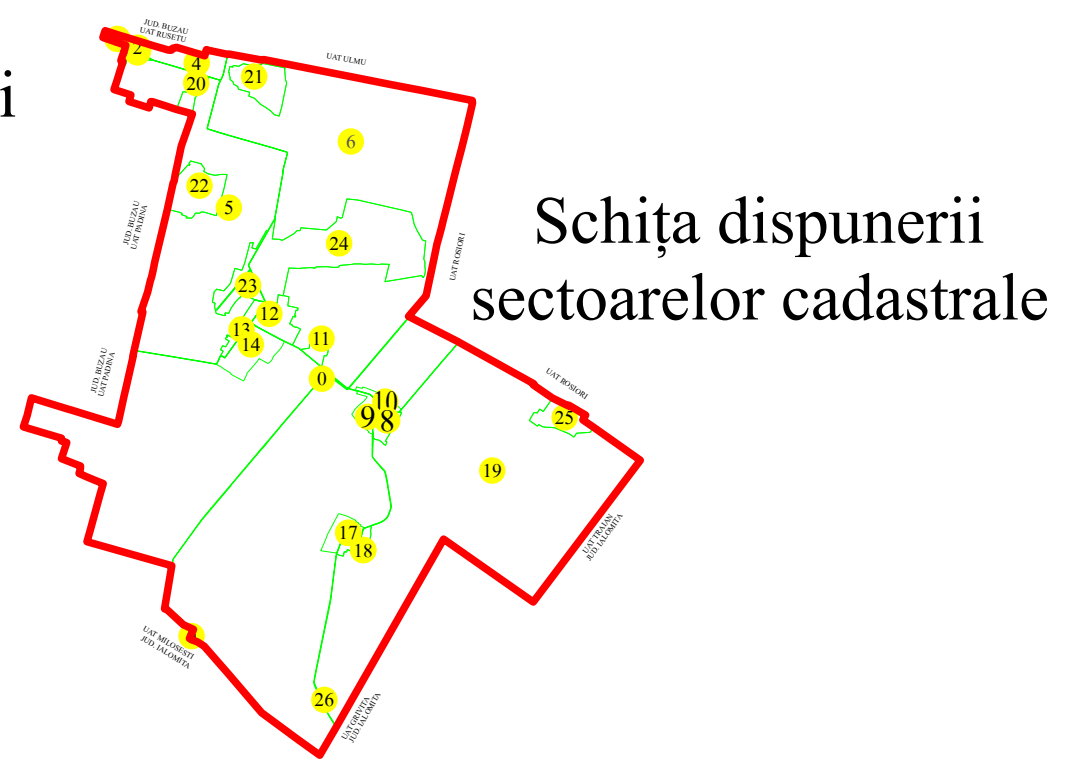 JUD. BUZAU
UAT RUSETU
UAT ULMU
i
2
4
20
21
6
22
5
JUD. BUZAU
UAT PADINA
24
UAT ROSIORI
Schița dispunerii
sectoarelor cadastrale
23
12
13
14
11
0
JUD. BUZAU
UAT PADINA
UAT ROSIORI
10
9
8
25
19
17
18
UAT TRAIAN
JUD. IALOMITA
UAT MILOSESTI
JUD. IALOMITA
26
UAT GRIVITA
JUD. IALOMITA